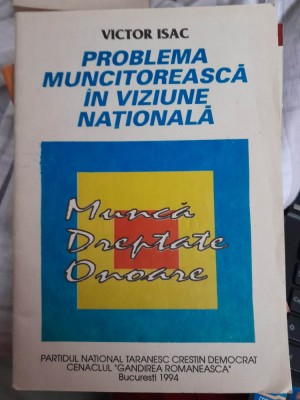 VICTOR ISAC
PROBLEMA
MUNCITOREASCĂ
ÎN VIZIUNE
NAȚIONALĂ
Muncă
Dreptate
Onoare
PARTIDUL NATIONAL TARANESC CRESTIN DEMOCRAT
CENACLUL "GANDIREA ROMANEASCA"
Bucuresti 1994